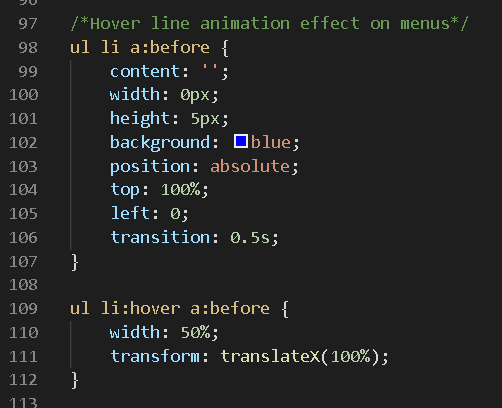 96
97 /*Hover line animation effect on menus*/
98 ul li a:before {
99 content: '';
100 width: 0px;
101 height: 5px;
102 background: blue;
103 position: absolute;
104 top: 100%;
105 left: 0;
106 transition: 0.5s;
107 }
108
109 ul li:hover a:before {
110 width: 50%;
111 transform: translateX(100%);
112 }
113